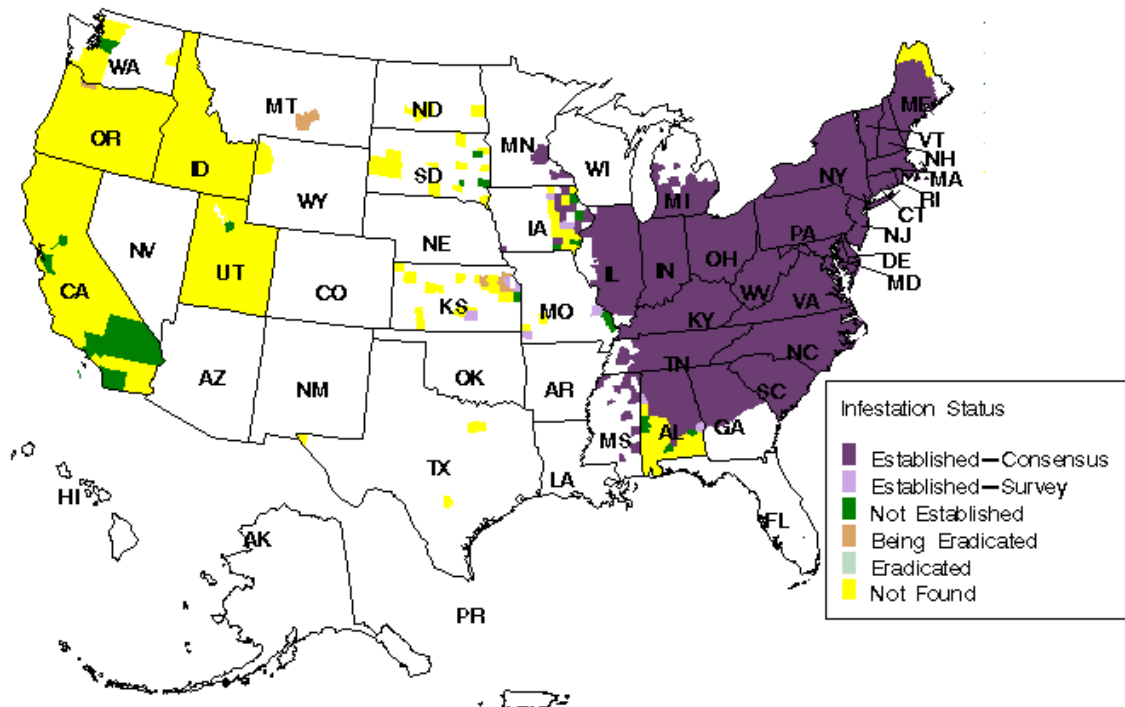 WA
MT
ND
MN
ME
OR
ID
SD
WI
VT
NH
WY
MI
NY
MA
RI
CT
NV
UT
NE
IA
PA
NJ
CA
CO
IL
IN
OH
DE
MD
WV
VA
KS
MO
KY
AZ
NM
OK
AR
TN
NC
SC
MS
AL
GA
TX
LA
FL
HI
AK
PR
Infestation Status
Established—Consensus
Established—Survey
Not Established
Being Eradicated
Eradicated
Not Found